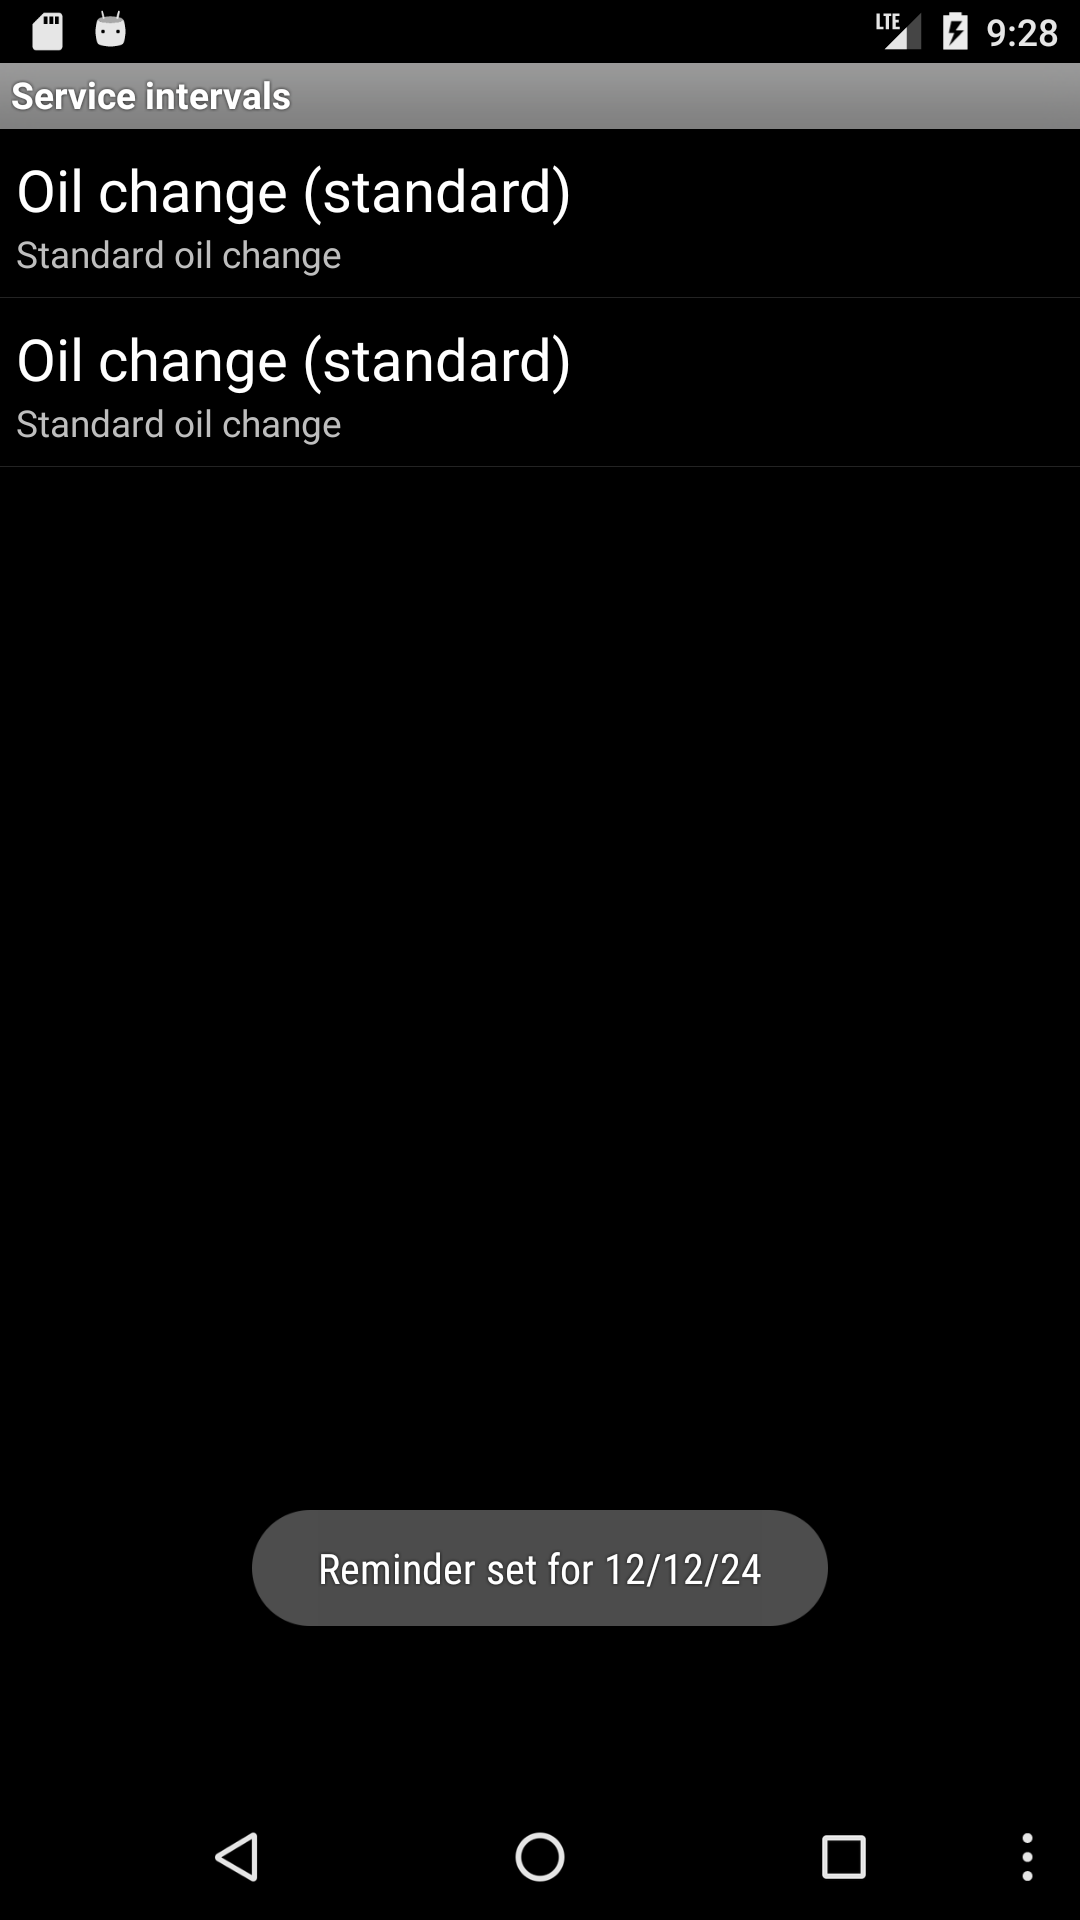 LTE 9:28
Service intervals
Oil change (standard)
Standard oil change
Oil change (standard)
Standard oil change
Reminder set for 12/12/24